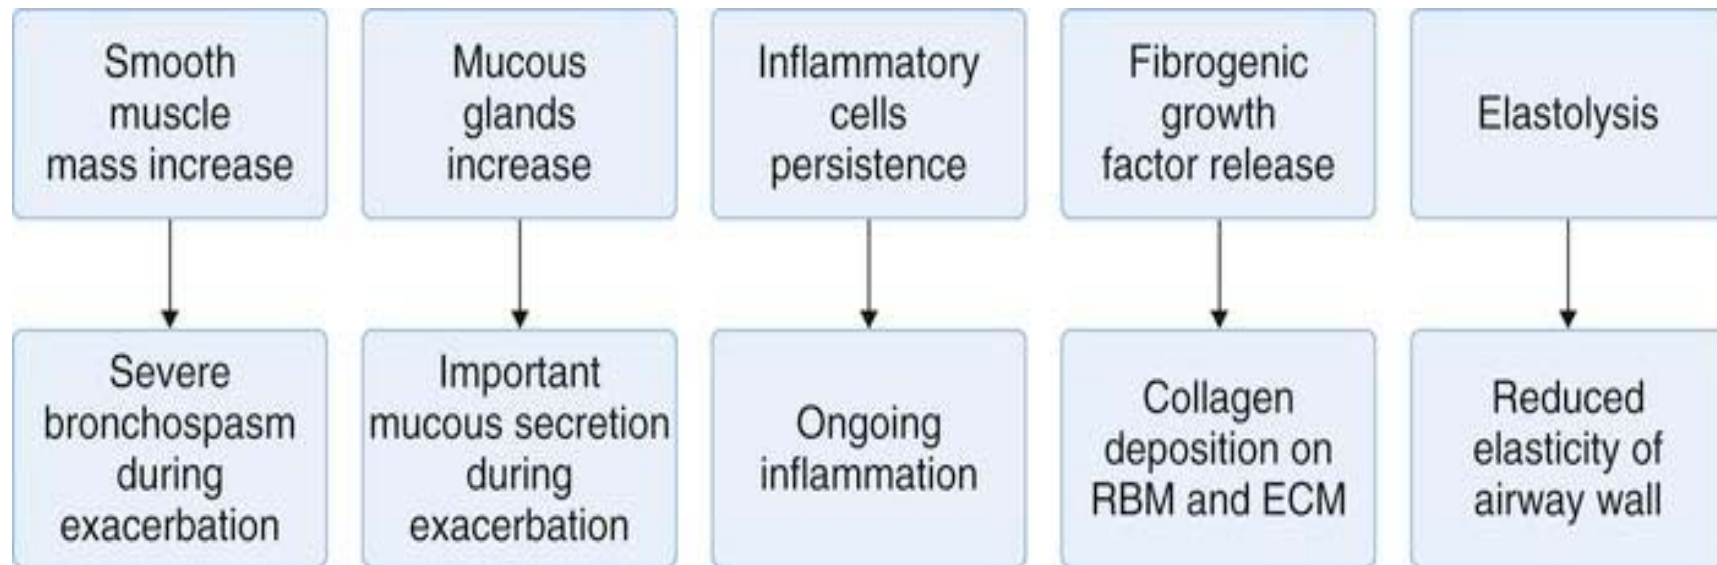 Smooth
muscle
mass increase
Mucous
glands
increase
Inflammatory
cells
persistence
Fibrogenic
growth
factor release
Elastolysis
Severe
bronchospasm
during
exacerbation
Important
mucous secretion
during
exacerbation
Ongoing
inflammation
Collagen
deposition on
RBM and ECM
Reduced
elasticity of
airway wall